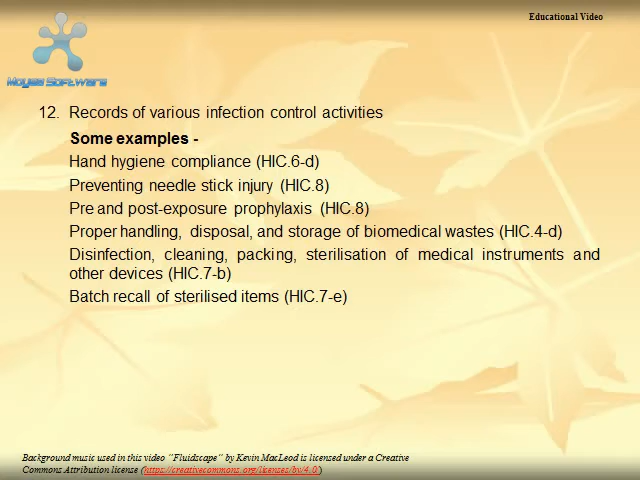 Educational Video
Moyea Software
12. Records of various infection control activities
Some examples -
Hand hygiene compliance (HIC.6-d)
Preventing needle stick injury (HIC.8)
Pre and post-exposure prophylaxis (HIC.8)
Proper handling, disposal, and storage of biomedical wastes (HIC.4-d)
Disinfection, cleaning, packing, sterilisation of medical instruments and
other devices (HIC.7-b)
Batch recall of sterilised items (HIC.7-e)
Background music used in this video "Fluidscape" by Kevin MacLeod is licensed under a Creative
Commons Attribution license (https://creativecommons.org/licenses/by/4.0/)